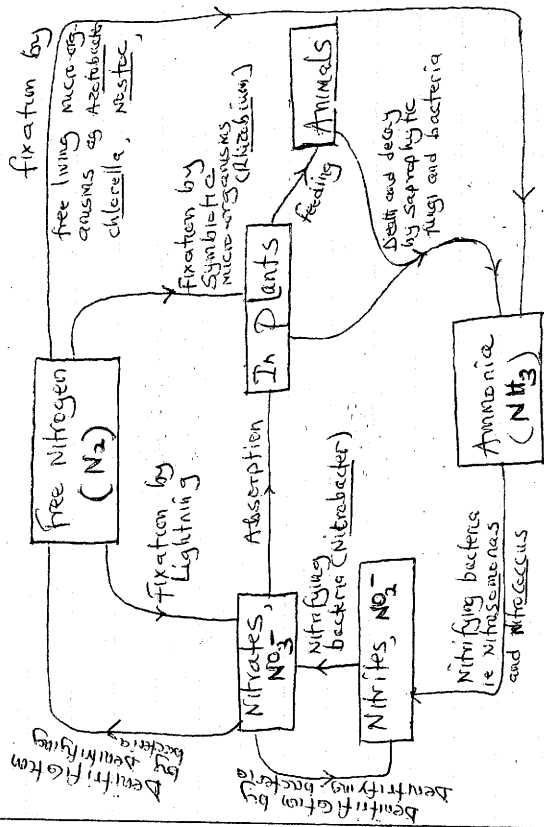 fixation by
free living micro-org-
anisms eg Azotobacter
chlorella, Nostoc,
Free Nitrogen
(N2)
Fixation by
Symbiotic
micro-organisms
(Rhizobium)
Fixation by
Lightning
Denitrification
by
Denitrifying
bacteria
Nitrates,
NO3-
Absorption
In Plants
feeding
Animals
Nitrifying
bacteria (Nitrobacter)
Death and decay
by saprophytic
fungi and bacteria
Denitrification by
Denitrifying bacteria
Nitrites, NO2-
Nitrifying bacteria
ie Nitrosomonas
and Nitrococcus
Ammonia
(NH3)